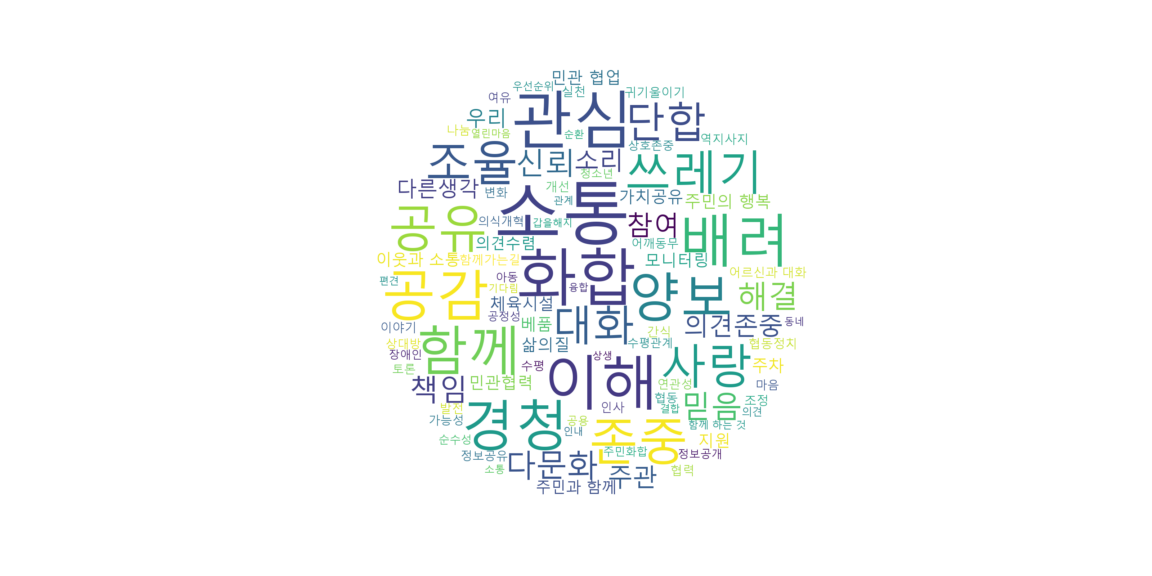 민관 협업
우선순위 실천 귀기울이기
여유 관심 단합
우리
나눔 열린마음 순환 역지사지
상호존중
조율 신뢰 소리 쓰레기
청소년
다른생각 변화 개선 가치공유 주민의 행복
관계
소통
공유 의식개혁 갑을해지 참여 배려
의견수렴 어깨동무
이웃과 소통 함께가는길 모니터링
화합
어르신과 대화
편견 공감 아동 기다림 융합 양보 해결
체육시설
이야기 공정성 베품 대화 간식 의견존중 동네
상대방 함께 삶의질 수평관계 협동정치
장애인 상생
토론 수평 이해 사랑 주차
책임 민관협력 연관성 마음
협동 믿음 조정
발전 인사 결합 의견
가능성 경청 공용 존중 함께 하는 것
순수성 인내 지원
정보공유 주민화합 정보공개
소통 다문화 주관 협력
주민과 함께